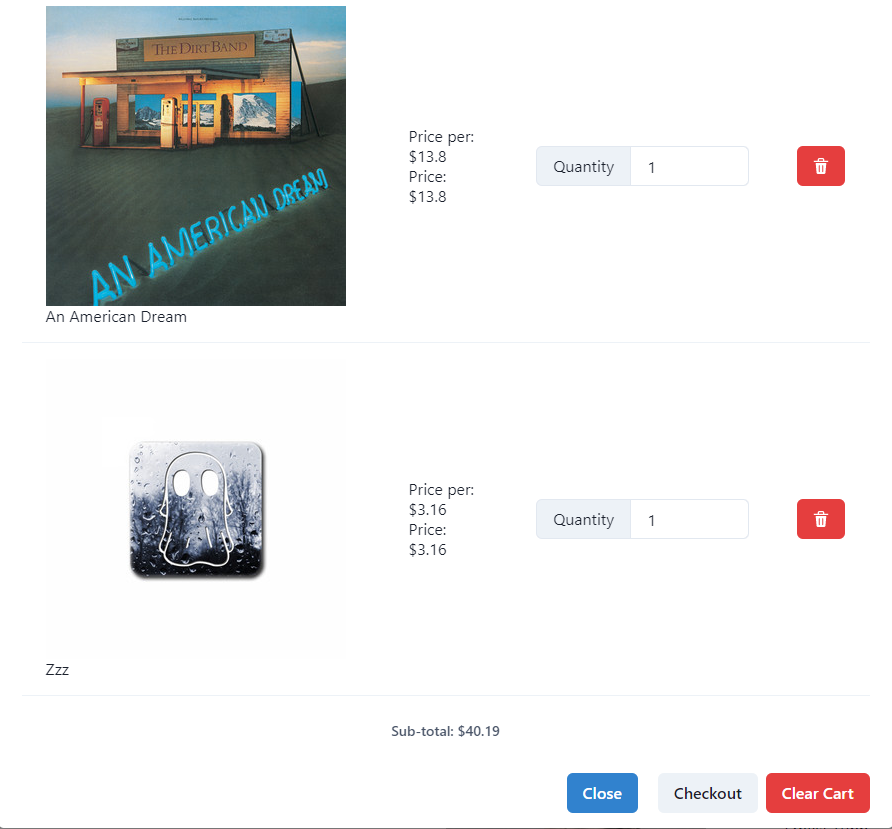 THE DIRT BAND
AN AMERICAN DREAM
An American Dream
Price per:
$13.8
Price:
$13.8
Quantity
1
Zzz
Price per:
$3.16
Price:
$3.16
Quantity
1
Sub-total: $40.19
Close
Checkout
Clear Cart